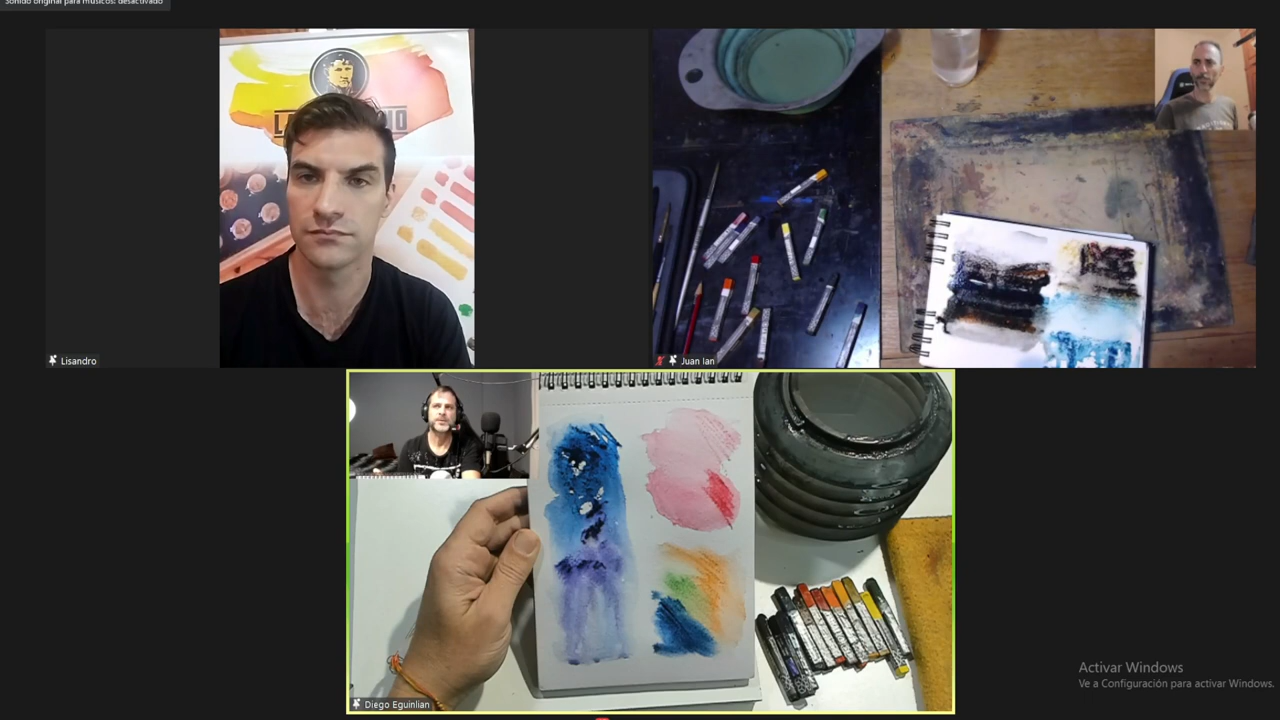 Sonido original para músicos: desactivado
Lisandro
Juan Ian
Diego Eguinlian
Activar Windows
Ve a Configuración para activar Windows.